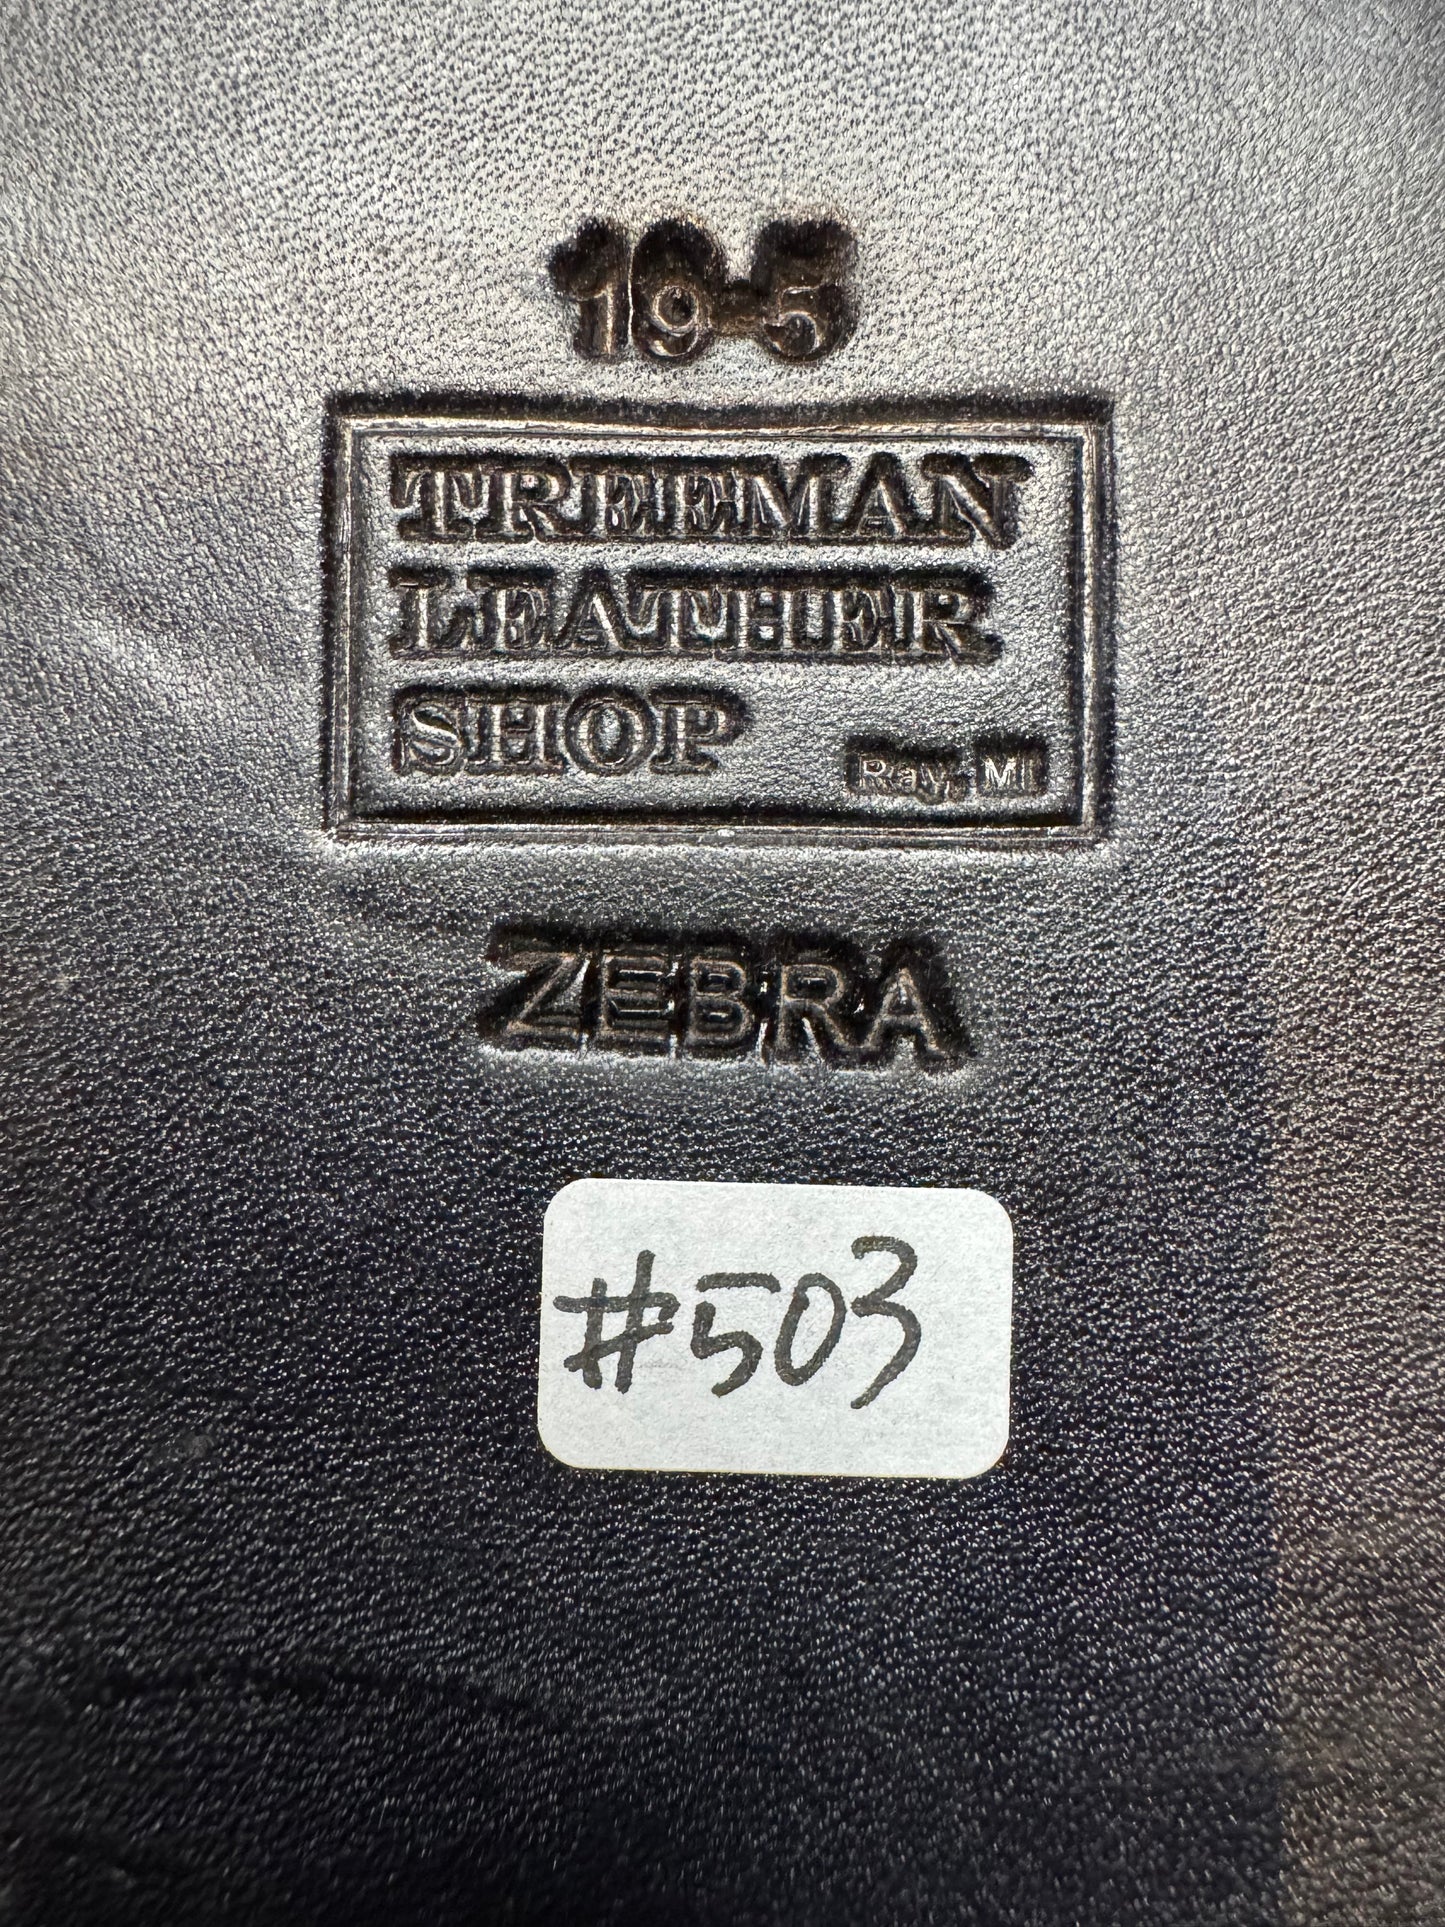 19-5
TREEMAN
LEATHER
SHOP
Ray, MI
ZEBRA
#503